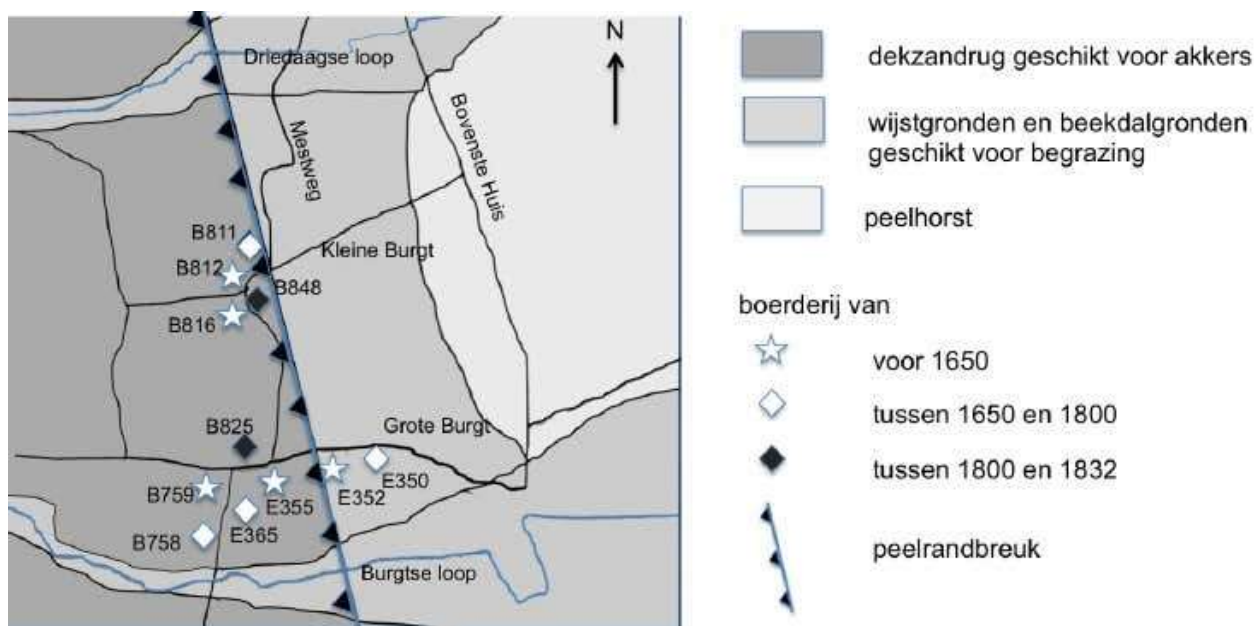 Driedaagse loop
N
Mestweg
Bovenste Huis
B811
Kleine Burgt
B812
B848
B816
B825
Grote Burgt
B759
E355
E352
E350
B758
E365
Burgtse loop
dekzandrug geschikt voor akkers
wijstgronden en beekdalgronden
geschikt voor begrazing
peelhorst
boerderij van
voor 1650
tussen 1650 en 1800
tussen 1800 en 1832
peelrandbreuk